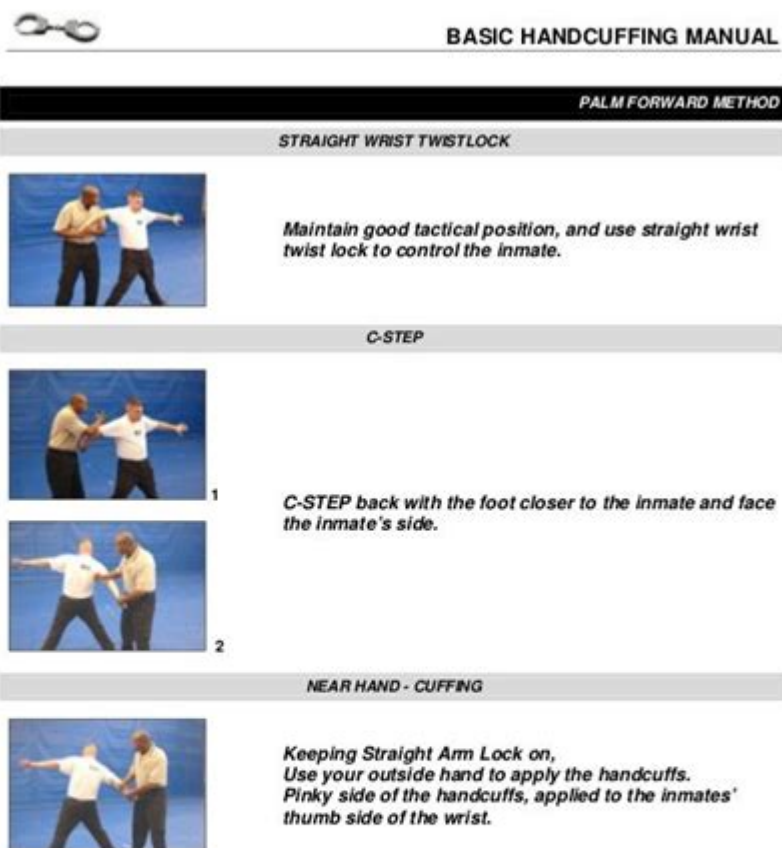 BASIC HANDCUFFING MANUAL
PALM FORWARD METHOD
STRAIGHT WRIST TWISTLOCK
Maintain good tactical position, and use straight wrist
twist lock to control the inmate.
C-STEP
1
C-STEP back with the foot closer to the inmate and face
the inmate's side.
2
NEAR HAND - CUFFING
Keeping Straight Arm Lock on,
Use your outside hand to apply the handcuffs.
Pinky side of the handcuffs, applied to the inmates'
thumb side of the wrist.